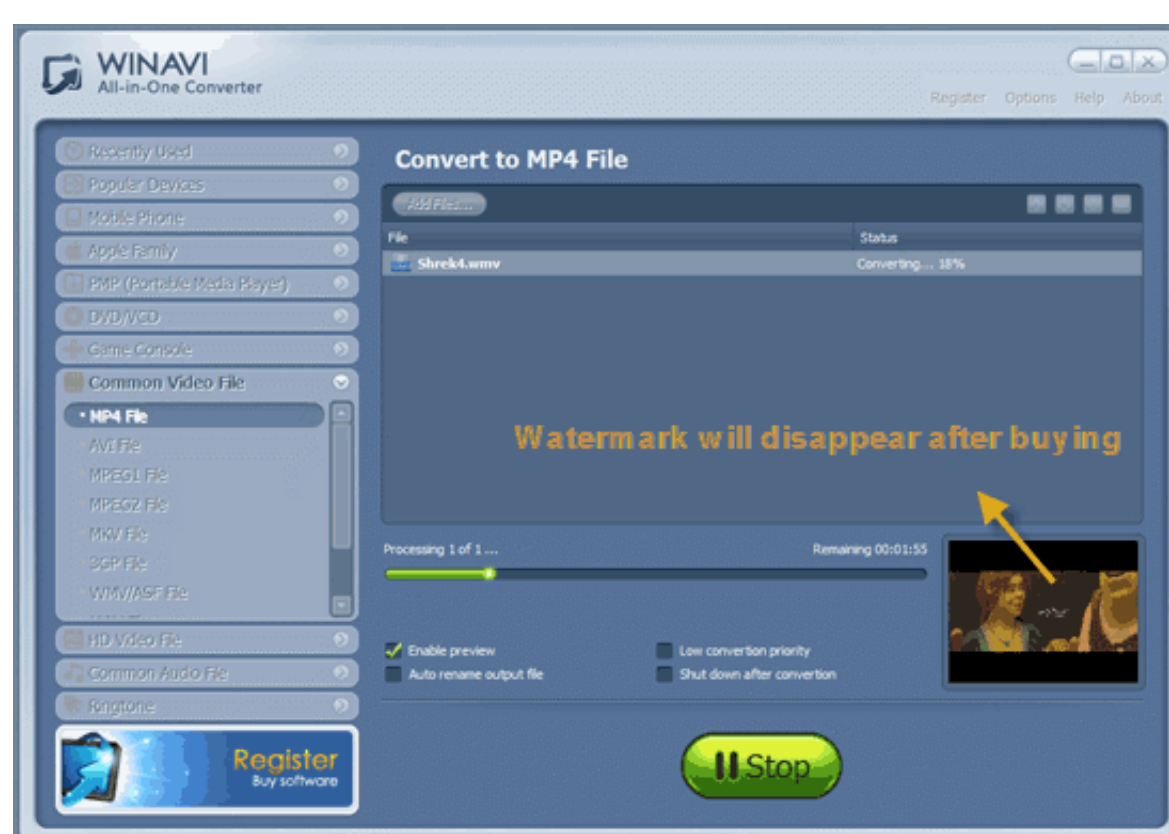 WINAVI
All-in-One Converter
Register Options Help About
Recently Used
Popular Devices
Mobile Phone
Apple Family
PMP (Portable Media Player)
DVD/VCD
Game Console
Common Video File
MP4 File
AVI File
MPEG1 File
MPEG2 File
MKV File
3GP File
WMV/ASF File
HD Video File
Common Audio File
Ringtone
Register
Buy software
Convert to MP4 File
Add Files...
File Status
Shrek4.wmv Converting... 18%
Watermark will disappear after buying
Processing 1 of 1 ... Remaining 00:01:55
Enable preview Low convertion priority
Auto rename output file Shut down after convertion
Stop